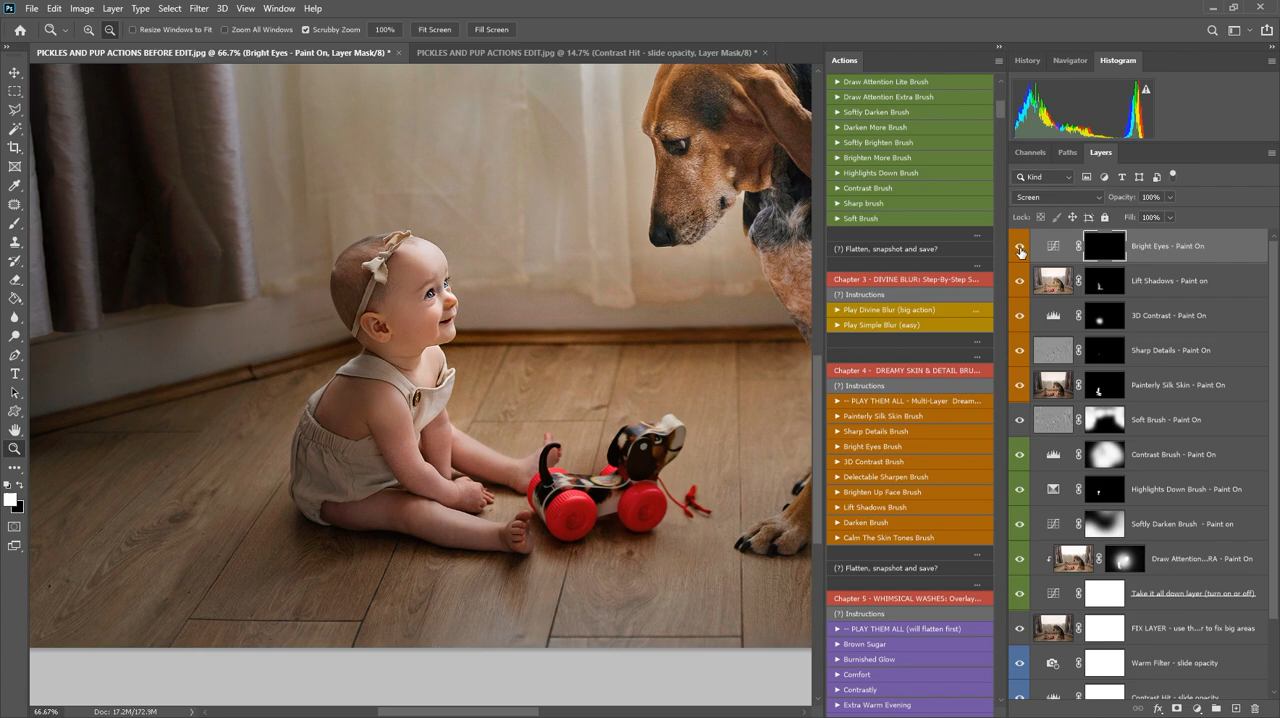 Ps File Edit Image Layer Type Select Filter 3D View Window Help
Resize Windows to Fit Zoom All Windows Scrubby Zoom 100% Fit Screen Fill Screen
PICKLES AND PUP ACTIONS BEFORE EDIT.jpg @ 66.7% (Bright Eyes - Paint On, Layer Mask/8) * × PICKLES AND PUP ACTIONS EDIT.jpg @ 14.7% (Contrast Hit - slide opacity, Layer Mask/8) * ×
Actions
Draw Attention Lite Brush
Draw Attention Extra Brush
Softly Darken Brush
Darken More Brush
Softly Brighten Brush
Brighten More Brush
Highlights Down Brush
Contrast Brush
Sharp brush
Soft Brush
...
(?) Flatten, snapshot and save?
...
Chapter 3 - DIVINE BLUR: Step-By-Step S...
(?) Instructions
Play Divine Blur (big action) ...
Play Simple Blur (easy)
...
...
Chapter 4 - DREAMY SKIN & DETAIL BRU...
(?) Instructions
-- PLAY THEM ALL - Multi-Layer Dream...
Painterly Silk Skin Brush
Sharp Details Brush
Bright Eyes Brush
3D Contrast Brush
Delectable Sharpen Brush
Brighten Up Face Brush
Lift Shadows Brush
Darken Brush
Calm The Skin Tones Brush
...
(?) Flatten, snapshot and save?
...
Chapter 5 - WHIMSICAL WASHES: Overlay...
(?) Instructions
-- PLAY THEM ALL (will flatten first)
Brown Sugar
Burnished Glow
Comfort
Contrastly
Extra Warm Evening
History Navigator Histogram
Channels Paths Layers
Kind
Screen Opacity: 100%
Lock: Fill: 100%
Bright Eyes - Paint On
Lift Shadows - Paint on
3D Contrast - Paint On
Sharp Details - Paint On
Painterly Silk Skin - Paint On
Soft Brush - Paint On
Contrast Brush - Paint On
Highlights Down Brush - Paint On
Softly Darken Brush - Paint on
Draw Attention...RA - Paint On
Take it all down layer (turn on or off)
FIX LAYER - use th...r to fix big areas
Warm Filter - slide opacity
Contrast Hit - slide opacity
66.67% Doc: 17.2M/172.9M